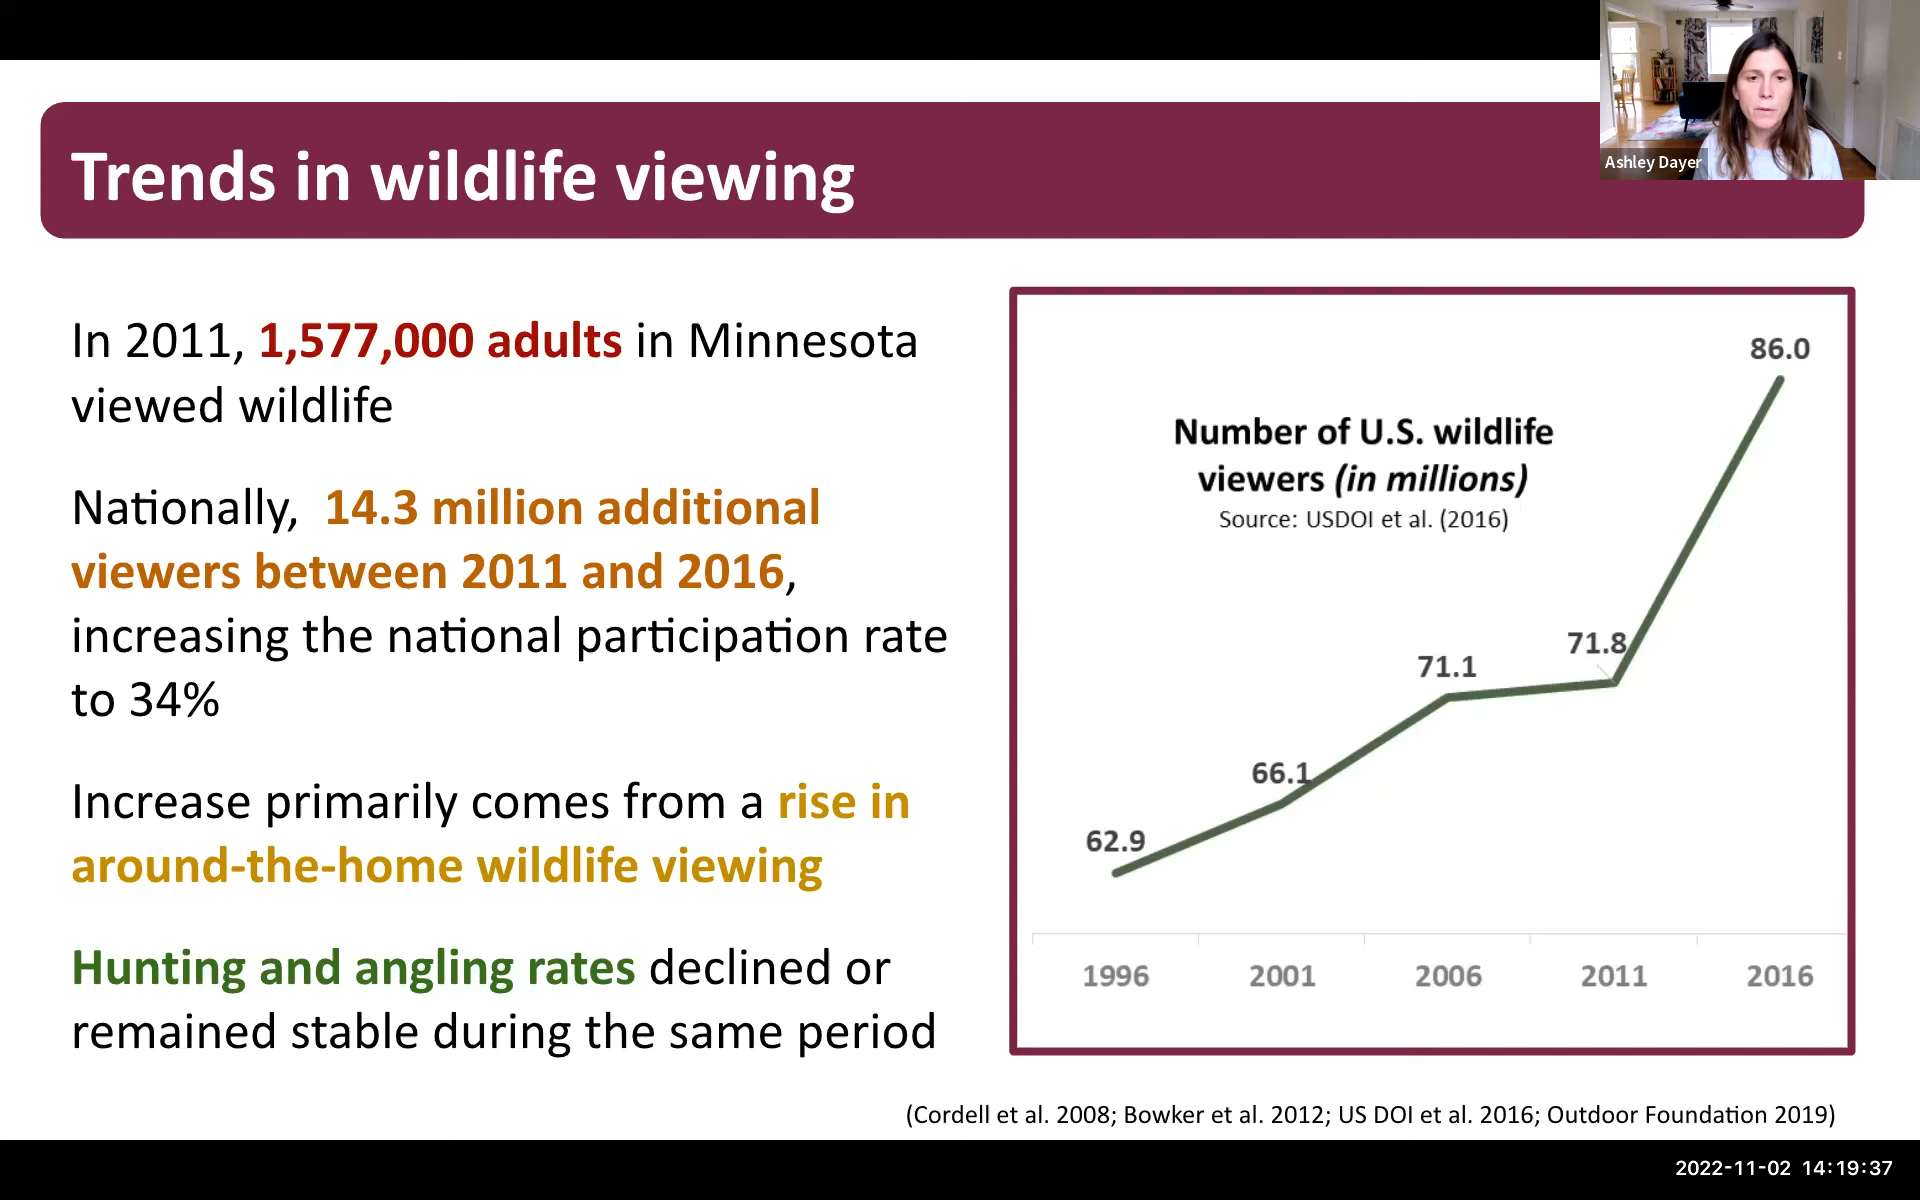 Ashley Dayer
Trends in wildlife viewing
In 2011, 1,577,000 adults in Minnesota
viewed wildlife
Nationally, 14.3 million additional
viewers between 2011 and 2016,
increasing the national participation rate
to 34%
Increase primarily comes from a rise in
around-the-home wildlife viewing
Hunting and angling rates declined or
remained stable during the same period
Number of U.S. wildlife
viewers (in millions)
Source: USDOI et al. (2016)
86.0
71.8
71.1
66.1
62.9
1996 2001 2006 2011 2016
(Cordell et al. 2008; Bowker et al. 2012; US DOI et al. 2016; Outdoor Foundation 2019)
2022-11-02 14:19:37